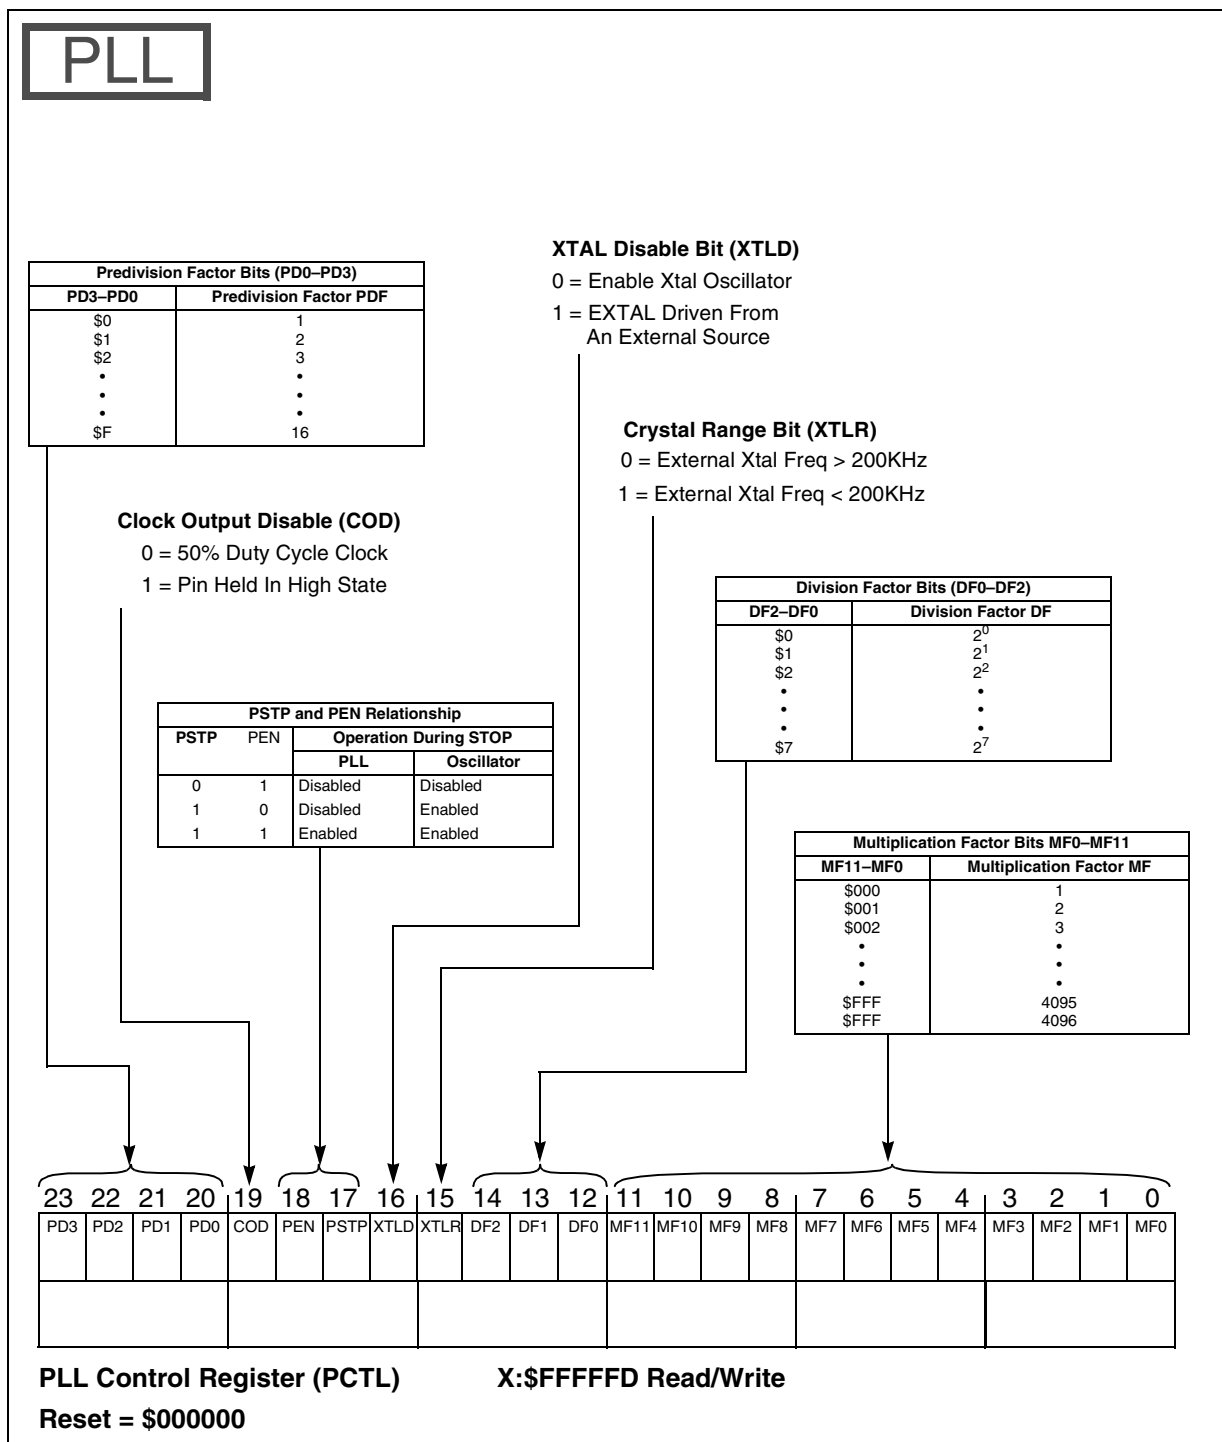 PLL
XTAL Disable Bit (XTLD)
0 = Enable Xtal Oscillator
1 = EXTAL Driven From
An External Source
Predivision Factor Bits (PD0–PD3)
PD3–PD0 Predivision Factor PDF
$0 1
$1 2
$2 3
• •
• •
• •
$F 16
Crystal Range Bit (XTLR)
0 = External Xtal Freq > 200KHz
1 = External Xtal Freq < 200KHz
Clock Output Disable (COD)
0 = 50% Duty Cycle Clock
1 = Pin Held In High State
Division Factor Bits (DF0–DF2)
DF2–DF0 Division Factor DF
$0 2^0
$1 2^1
$2 2^2
• •
• •
• •
$7 2^7
PSTP and PEN Relationship
PSTP PEN Operation During STOP
PLL Oscillator
0 1 Disabled Disabled
1 0 Disabled Enabled
1 1 Enabled Enabled
Multiplication Factor Bits MF0–MF11
MF11–MF0 Multiplication Factor MF
$000 1
$001 2
$002 3
• •
• •
• •
$FFF 4095
$FFF 4096
23 22 21 20 19 18 17 16 15 14 13 12 11 10 9 8 7 6 5 4 3 2 1 0
PD3 PD2 PD1 PD0 COD PEN PSTP XTLD XTLR DF2 DF1 DF0 MF11 MF10 MF9 MF8 MF7 MF6 MF5 MF4 MF3 MF2 MF1 MF0
PLL Control Register (PCTL) X:$FFFFFD Read/Write
Reset = $000000